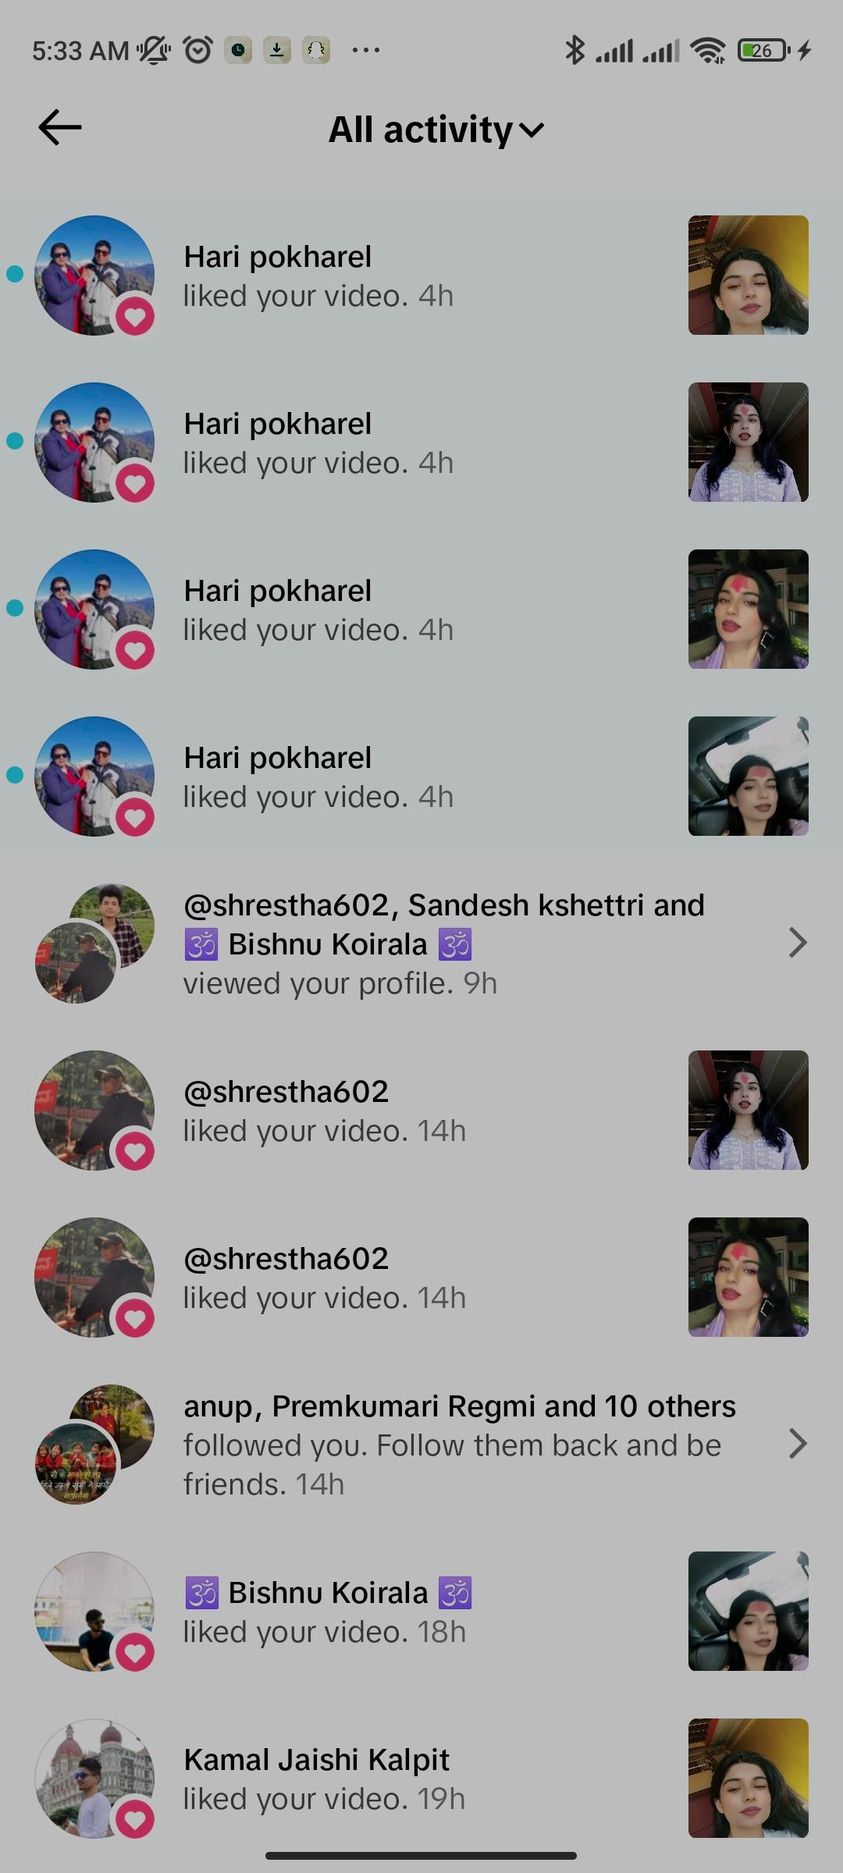 5:33 AM
26
All activity
Hari pokharel
liked your video. 4h
Hari pokharel
liked your video. 4h
Hari pokharel
liked your video. 4h
Hari pokharel
liked your video. 4h
@shrestha602, Sandesh kshettri and
🕉️ Bishnu Koirala 🕉️
viewed your profile. 9h
@shrestha602
liked your video. 14h
@shrestha602
liked your video. 14h
anup, Premkumari Regmi and 10 others
followed you. Follow them back and be
friends. 14h
🕉️ Bishnu Koirala 🕉️
liked your video. 18h
Kamal Jaishi Kalpit
liked your video. 19h